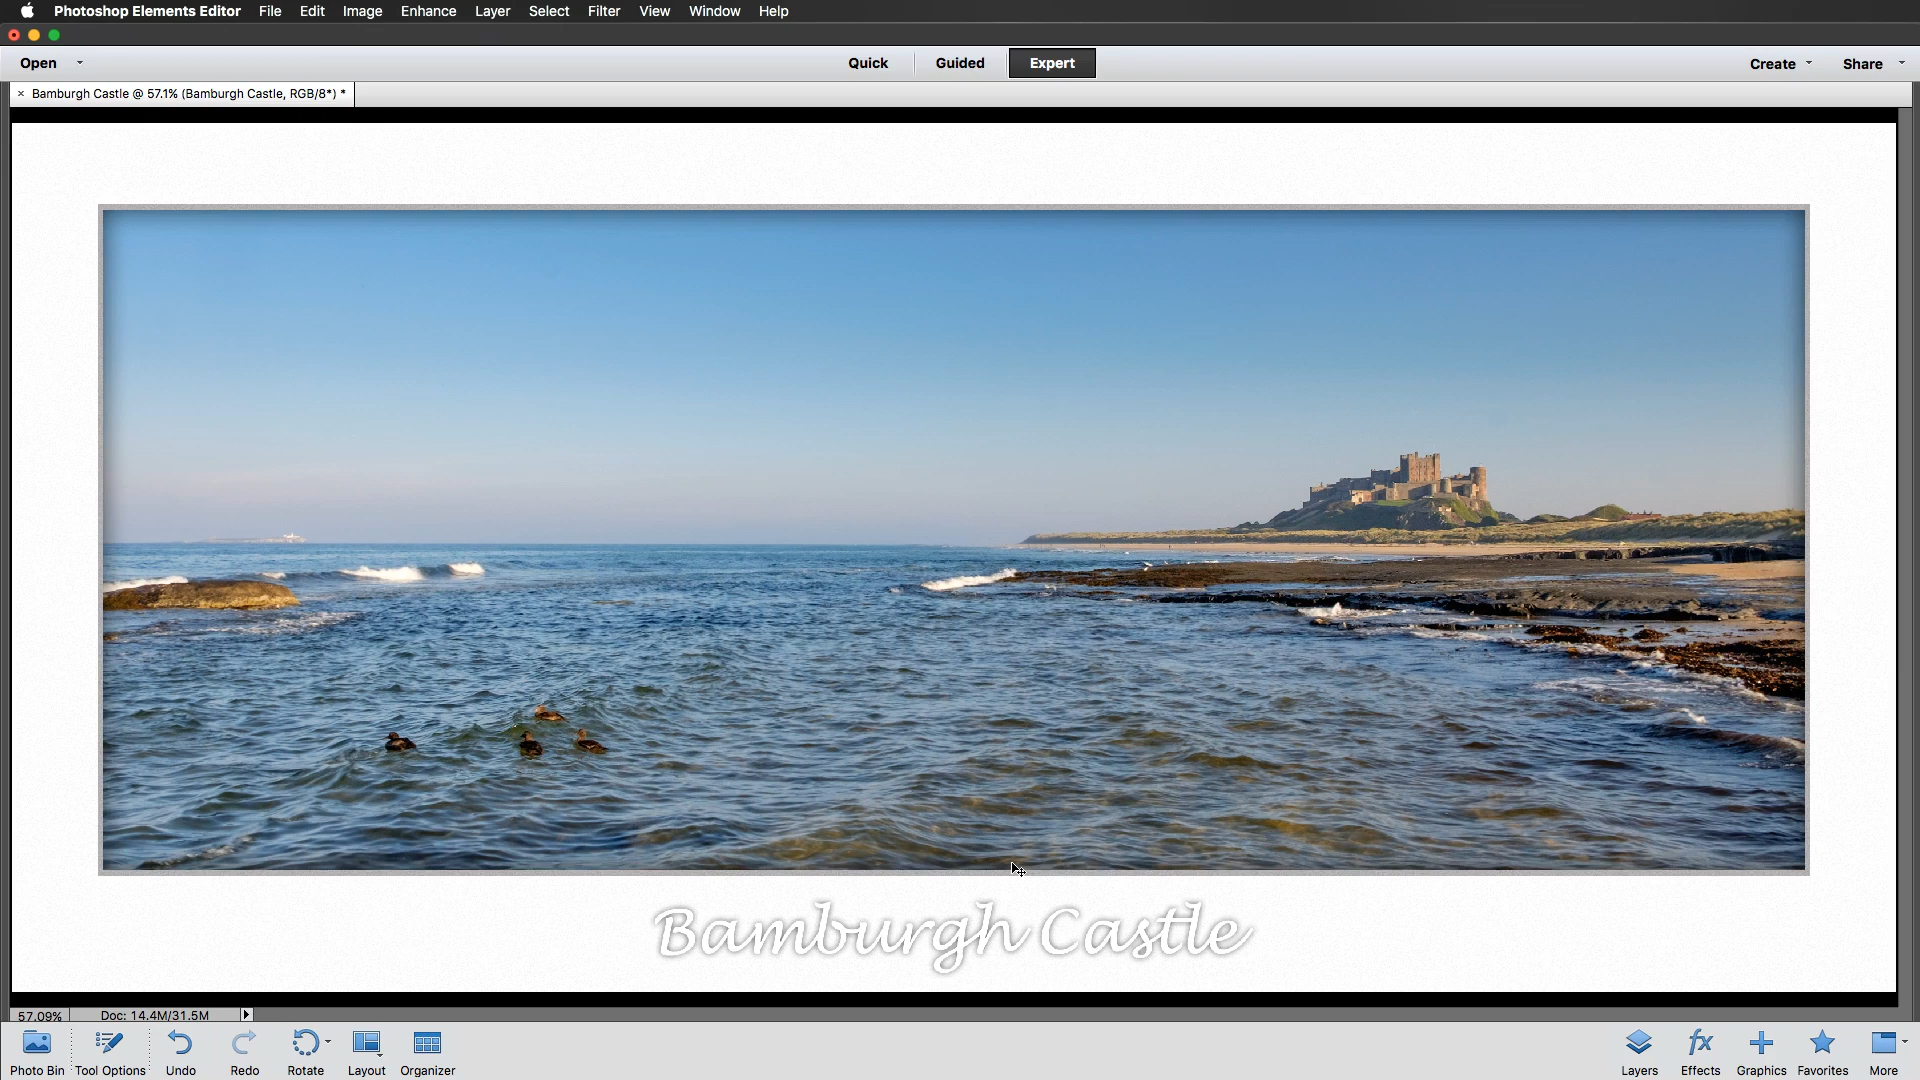 Photoshop Elements Editor File Edit Image Enhance Layer Select Filter View Window Help
Open Quick Guided Expert Create Share
× Bamburgh Castle @ 57.1% (Bamburgh Castle, RGB/8*) *
Bamburgh Castle
57.09% Doc: 14.4M/31.5M
Photo Bin Tool Options Undo Redo Rotate Layout Organizer fx Layers Effects Graphics Favorites More